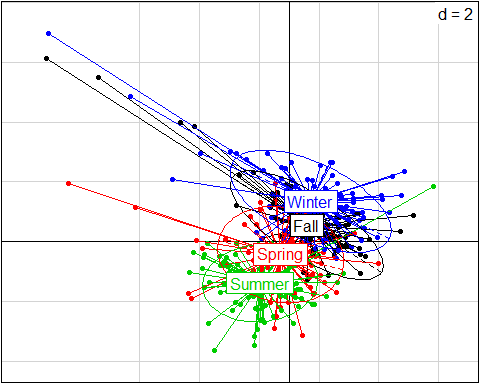 d = 2
Winter
Fall
Spring
Summer